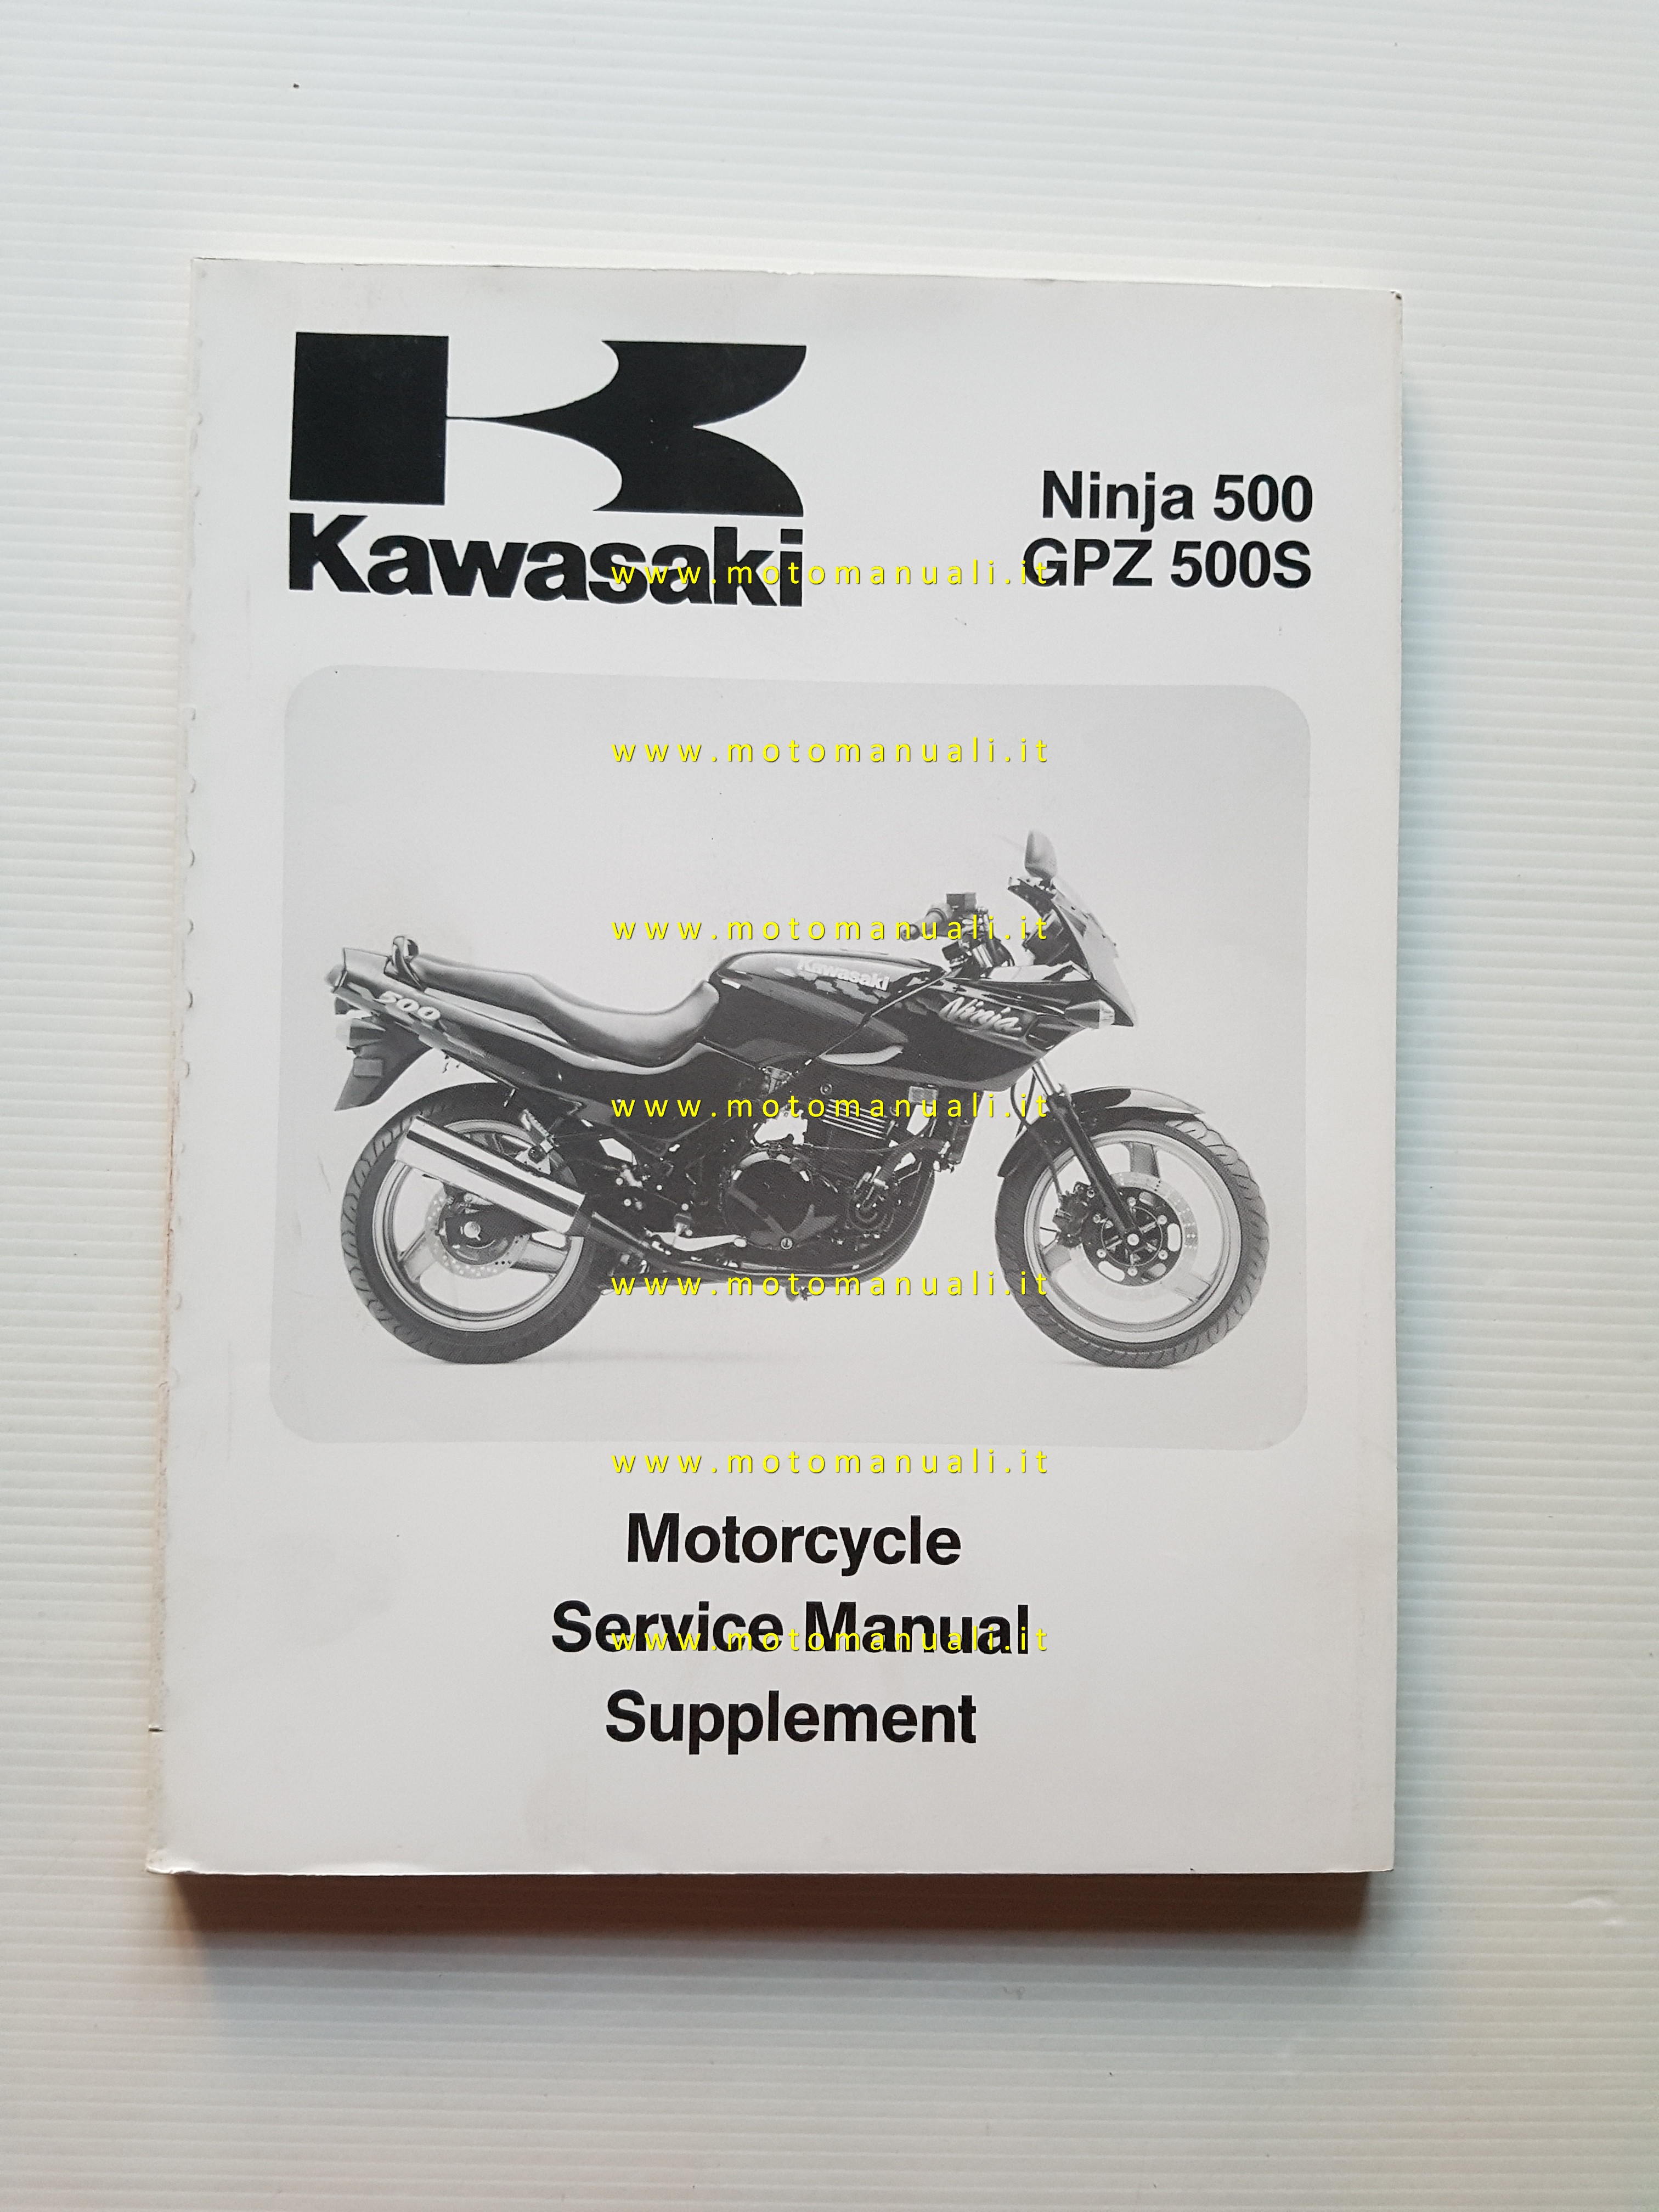 Ninja 500
Kawasaki
GPZ 500S
www.motomanuali.it
www.motomanuali.it
www.motomanuali.it
Kawasaki
500
Ninja
www.motomanuali.it
www.motomanuali.it
www.motomanuali.it
Motorcycle
Service Manual
www.motomanuali.it
Supplement